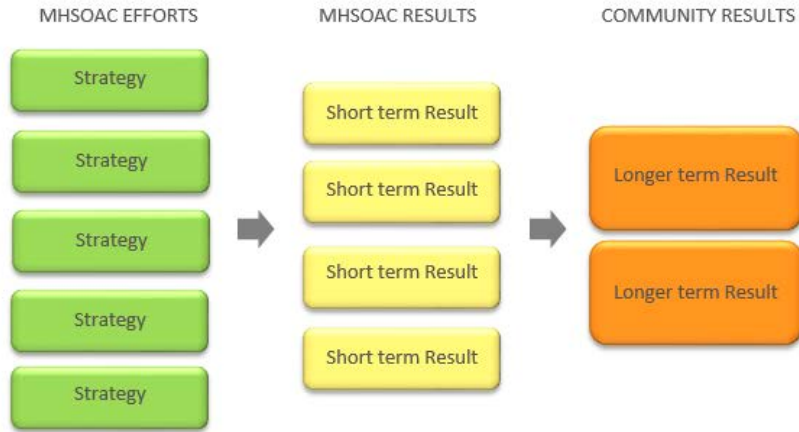 MHSOAC EFFORTS
MHSOAC RESULTS
COMMUNITY RESULTS
Strategy
Strategy
Strategy
Strategy
Strategy
Short term Result
Short term Result
Short term Result
Short term Result
Longer term Result
Longer term Result